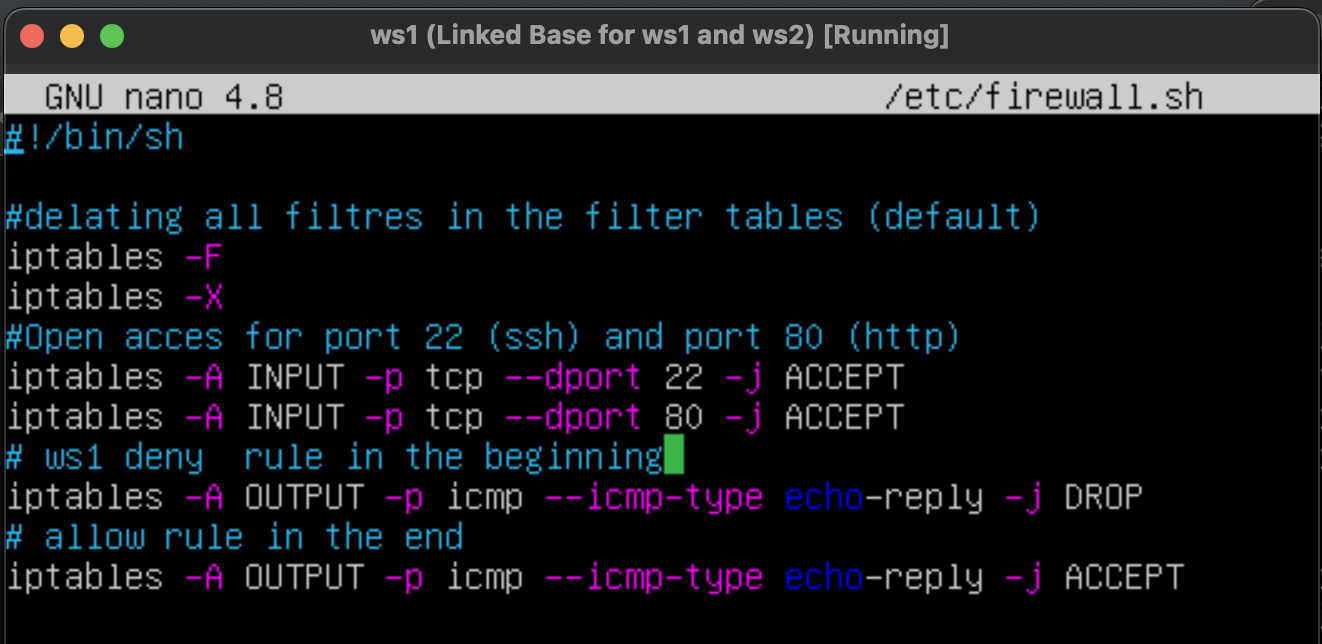 ws1 (Linked Base for ws1 and ws2) [Running]
GNU nano 4.8 /etc/firewall.sh
#!/bin/sh
#delating all filtres in the filter tables (default)
iptables -F
iptables -X
#Open acces for port 22 (ssh) and port 80 (http)
iptables -A INPUT -p tcp --dport 22 -j ACCEPT
iptables -A INPUT -p tcp --dport 80 -j ACCEPT
# ws1 deny  rule in the beginning
iptables -A OUTPUT -p icmp --icmp-type echo-reply -j DROP
# allow rule in the end
iptables -A OUTPUT -p icmp --icmp-type echo-reply -j ACCEPT